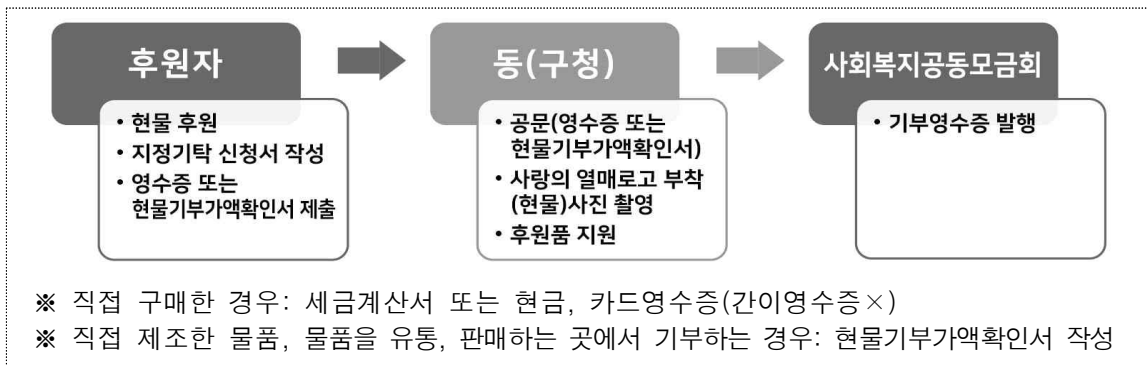 후원자
동(구청)
사회복지공동모금회
• 현물 후원
• 지정기탁 신청서 작성
• 영수증 또는
현물기부가액확인서 제출
• 공문(영수증 또는
현물기부가액확인서)
• 사랑의 열매로고 부착
(현물)사진 촬영
• 후원품 지원
• 기부영수증 발행
※ 직접 구매한 경우: 세금계산서 또는 현금, 카드영수증(간이영수증×)
※ 직접 제조한 물품, 물품을 유통, 판매하는 곳에서 기부하는 경우: 현물기부가액확인서 작성